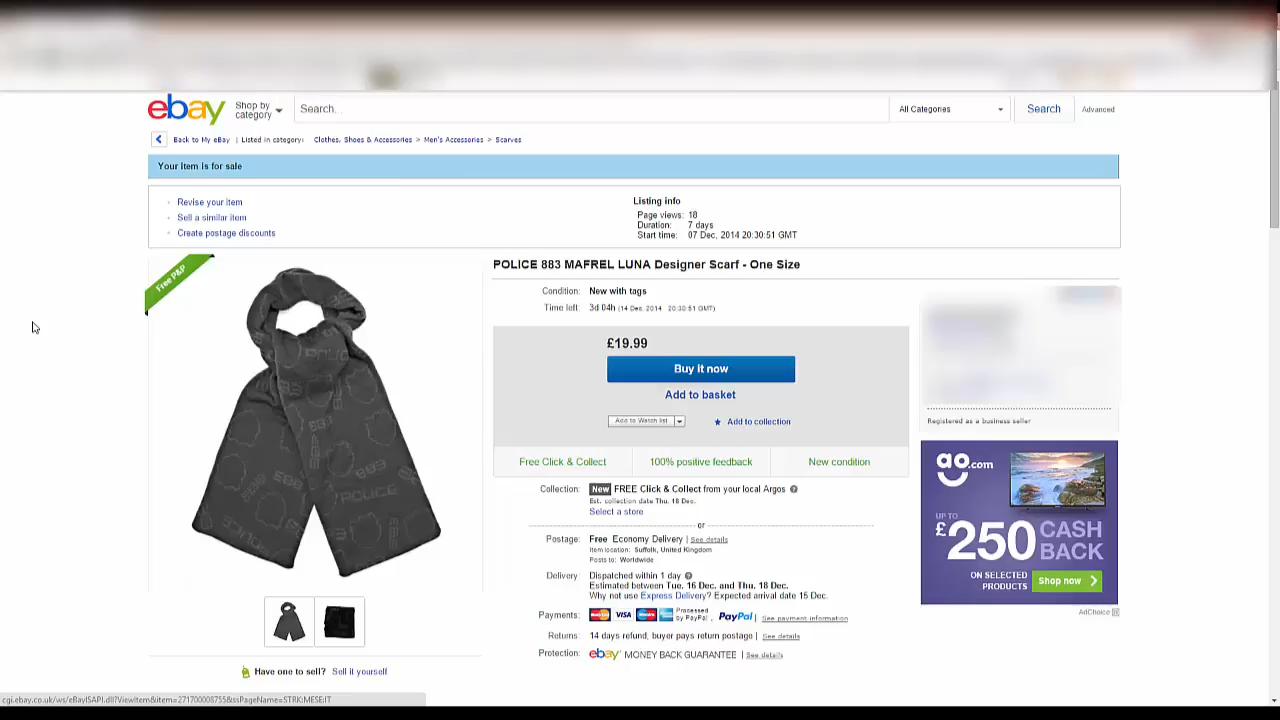 ebay
Shop by category
Search...
All Categories
Search
Advanced
Back to My eBay | Listed in category: Clothes, Shoes & Accessories > Men's Accessories > Scarves
Your item is for sale
Revise your item
Sell a similar item
Create postage discounts
Listing info
Page views: 18
Duration: 7 days
Start time: 07 Dec, 2014 20:30:51 GMT
Free P&P
POLICE 883 MAFREL LUNA Designer Scarf - One Size
Condition: New with tags
Time left: 3d 04h (14 Dec, 2014 20:30:51 GMT)
£19.99
Buy it now
Add to basket
Add to Watch list
Add to collection
Free Click & Collect
100% positive feedback
New condition
Collection: New FREE Click & Collect from your local Argos
Est. collection date Thu. 18 Dec.
Select a store
or
Postage: Free Economy Delivery | See details
Item location: Suffolk, United Kingdom
Posts to: Worldwide
Delivery: Dispatched within 1 day
Estimated between Tue. 16 Dec. and Thu. 18 Dec.
Why not use Express Delivery? Expected arrival date 15 Dec.
Payments: VISA Processed by PayPal PayPal | See payment information
Returns: 14 days refund, buyer pays return postage | See details
Protection: ebay MONEY BACK GUARANTEE | See details
Registered as a business seller
ao.com
UP TO
£250 CASH BACK
ON SELECTED PRODUCTS
Shop now
AdChoice
POLICE
883
POLICE
Have one to sell? Sell it yourself
cgi.ebay.co.uk/ws/eBayISAPI.dll?ViewItem&item=271700008755&ssPageName=STRK:MESE:IT